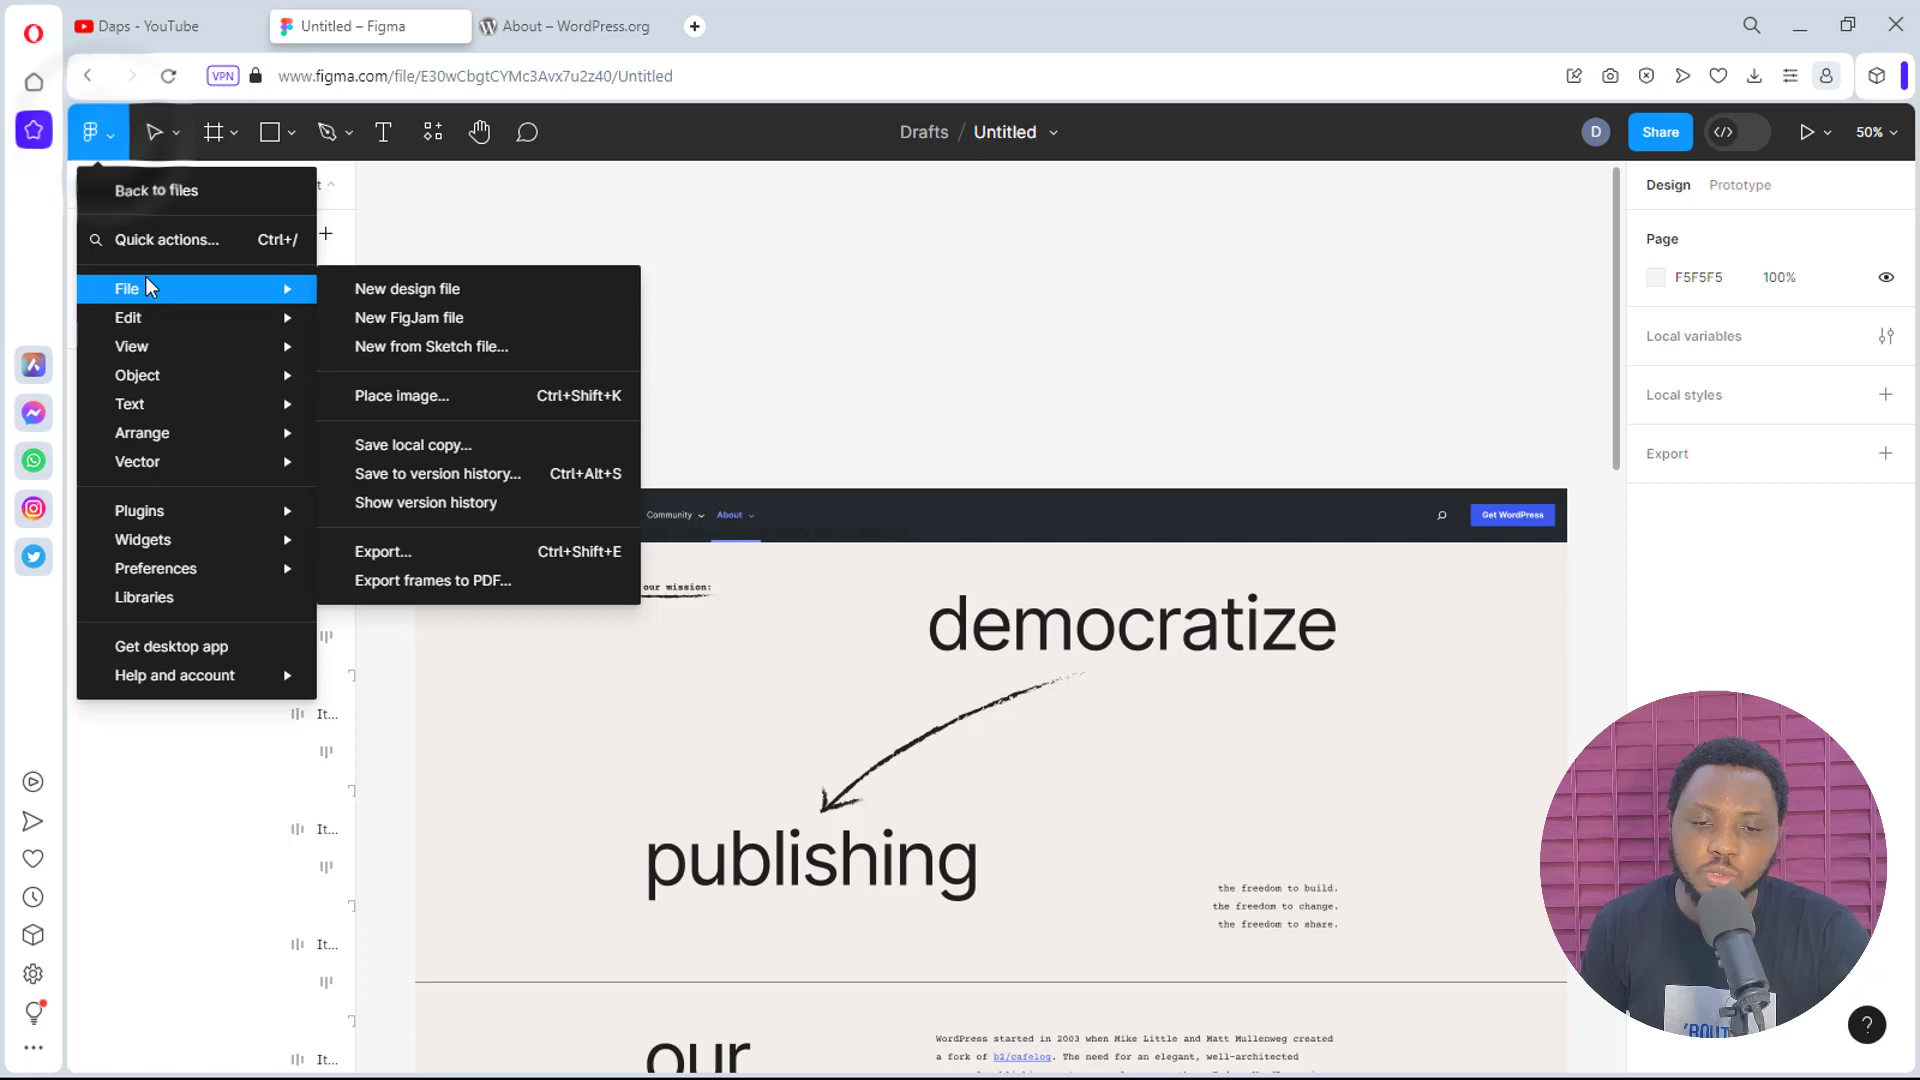 Daps - YouTube
Untitled – Figma
About – WordPress.org
VPN
www.figma.com/file/E30wCbgtCYMc3Avx7u2z40/Untitled
Drafts / Untitled
D
Share
50%
Back to files
Quick actions... Ctrl+/
File
Edit
View
Object
Text
Arrange
Vector
Plugins
Widgets
Preferences
Libraries
Get desktop app
Help and account
New design file
New FigJam file
New from Sketch file...
Place image... Ctrl+Shift+K
Save local copy...
Save to version history... Ctrl+Alt+S
Show version history
Export... Ctrl+Shift+E
Export frames to PDF...
It...
It...
It...
It...
Community
About
Get WordPress
our mission:
democratize
publishing
the freedom to build.
the freedom to change.
the freedom to share.
our
WordPress started in 2003 when Mike Little and Matt Mullenweg created
a fork of b2/cafelog. The need for an elegant, well-architected
Design
Prototype
Page
F5F5F5 100%
Local variables
Local styles
Export
'ROUT
?